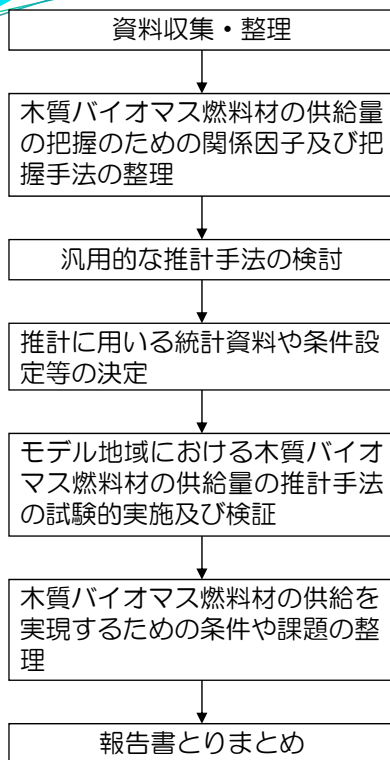 資料収集・整理
木質バイオマス燃料材の供給量
の把握のための関係因子及び把
握手法の整理
汎用的な推計手法の検討
推計に用いる統計資料や条件設
定等の決定
モデル地域における木質バイオ
マス燃料材の供給量の推計手法
の試験的実施及び検証
木質バイオマス燃料材の供給を
実現するための条件や課題の整
理
報告書とりまとめ